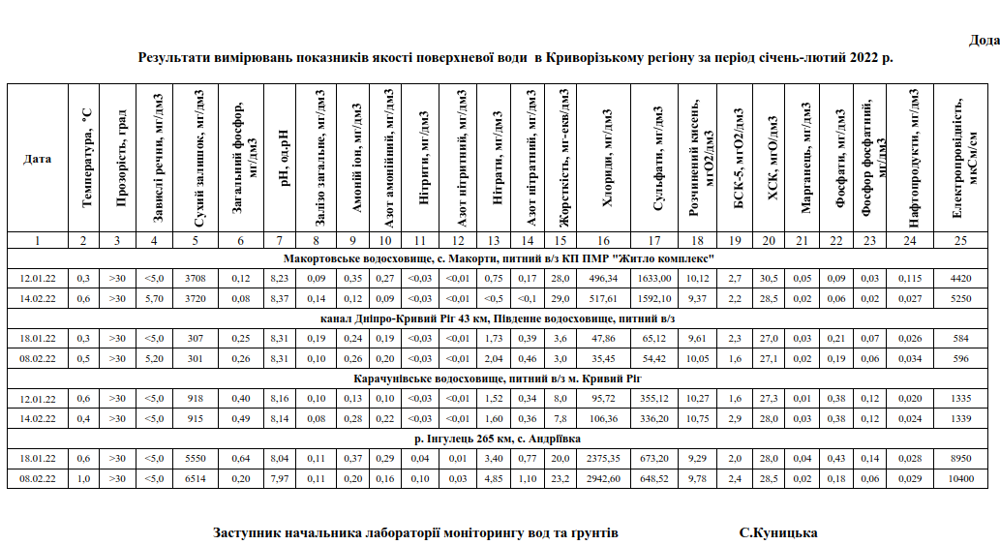 Дода
Результати вимірювань показників якості поверхневої води в Криворізькому регіону за період січень-лютий 2022 р.
Дата | Температура, °С | Прозорість, град | Завислі речни, мг/дм3 | Сухий залишок, мг/дм3 | Загальний фосфор, мг/дм3 | рН, од.рН | Залізо загальне, мг/дм3 | Амоній іон, мг/дм3 | Азот амонійний, мг/дм3 | Нітрити, мг/дм3 | Азот нітритний, мг/дм3 | Нітрати, мг/дм3 | Азот нітратний, мг/дм3 | Жорсткість, мг-екв/дм3 | Хлориди, мг/дм3 | Сульфати, мг/дм3 | Розчинений кисень, мгО2/дм3 | БСК-5, мгО2/дм3 | ХСК, мгО/дм3 | Марганець, мг/дм3 | Фосфати, мг/дм3 | Фосфор фосфатний, мг/дм3 | Нафтопродукти, мг/дм3 | Електропровідність, мкСм/см
1 2 3 4 5 6 7 8 9 10 11 12 13 14 15 16 17 18 19 20 21 22 23 24 25
Макортовське водосховище, с. Макорти, питний в/з КП ПМР "Житло комплекс"
12.01.22 0,3 >30 <5,0 3708 0,12 8,23 0,09 0,35 0,27 <0,03 <0,01 0,75 0,17 28,0 496,34 1633,00 10,12 2,7 30,5 0,05 0,09 0,03 0,115 4420
14.02.22 0,6 >30 5,70 3720 0,08 8,37 0,14 0,12 0,09 <0,03 <0,01 <0,5 <0,1 29,0 517,61 1592,10 9,37 2,2 28,5 0,02 0,06 0,02 0,027 5250
канал Дніпро-Кривий Ріг 43 км, Південне водосховище, питний в/з
18.01.22 0,3 >30 <5,0 307 0,25 8,31 0,19 0,24 0,19 <0,03 <0,01 1,73 0,39 3,6 47,86 65,12 9,61 2,3 27,0 0,03 0,21 0,07 0,026 584
08.02.22 0,5 >30 5,20 301 0,26 8,31 0,10 0,26 0,20 <0,03 <0,01 2,04 0,46 3,0 35,45 54,42 10,05 1,6 27,1 0,02 0,19 0,06 0,034 596
Карачунівське водосховище, питний в/з м. Кривий Ріг
12.01.22 0,6 >30 <5,0 918 0,40 8,16 0,10 0,13 0,10 <0,03 <0,01 1,52 0,34 8,0 95,72 355,12 10,27 1,6 27,3 0,01 0,38 0,12 0,020 1335
14.02.22 0,4 >30 <5,0 915 0,49 8,14 0,08 0,28 0,22 <0,03 <0,01 1,60 0,36 7,8 106,36 336,20 10,75 2,9 28,0 0,03 0,38 0,12 0,024 1339
р. Інгулець 265 км, с. Андріївка
18.01.22 0,6 >30 <5,0 5550 0,64 8,04 0,11 0,37 0,29 0,04 0,01 3,40 0,77 20,0 2375,35 673,20 9,29 2,0 28,0 0,04 0,43 0,14 0,028 8950
08.02.22 1,0 >30 <5,0 6514 0,20 7,97 0,11 0,20 0,16 0,10 0,03 4,85 1,10 23,2 2942,60 648,52 9,78 2,4 28,5 0,02 0,18 0,06 0,029 10400
Заступник начальника лабораторії моніторингу вод та ґрунтів С.Куницька